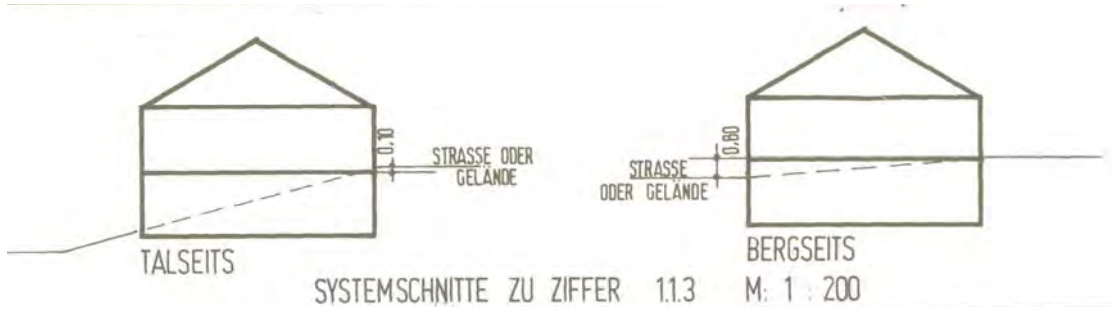 0.10
STRASSE ODER
GELÄNDE
TALSEITS
0.80
STRASSE
ODER GELÄNDE
BERGSEITS
SYSTEMSCHNITTE ZU ZIFFER 1.1.3 M: 1 : 200